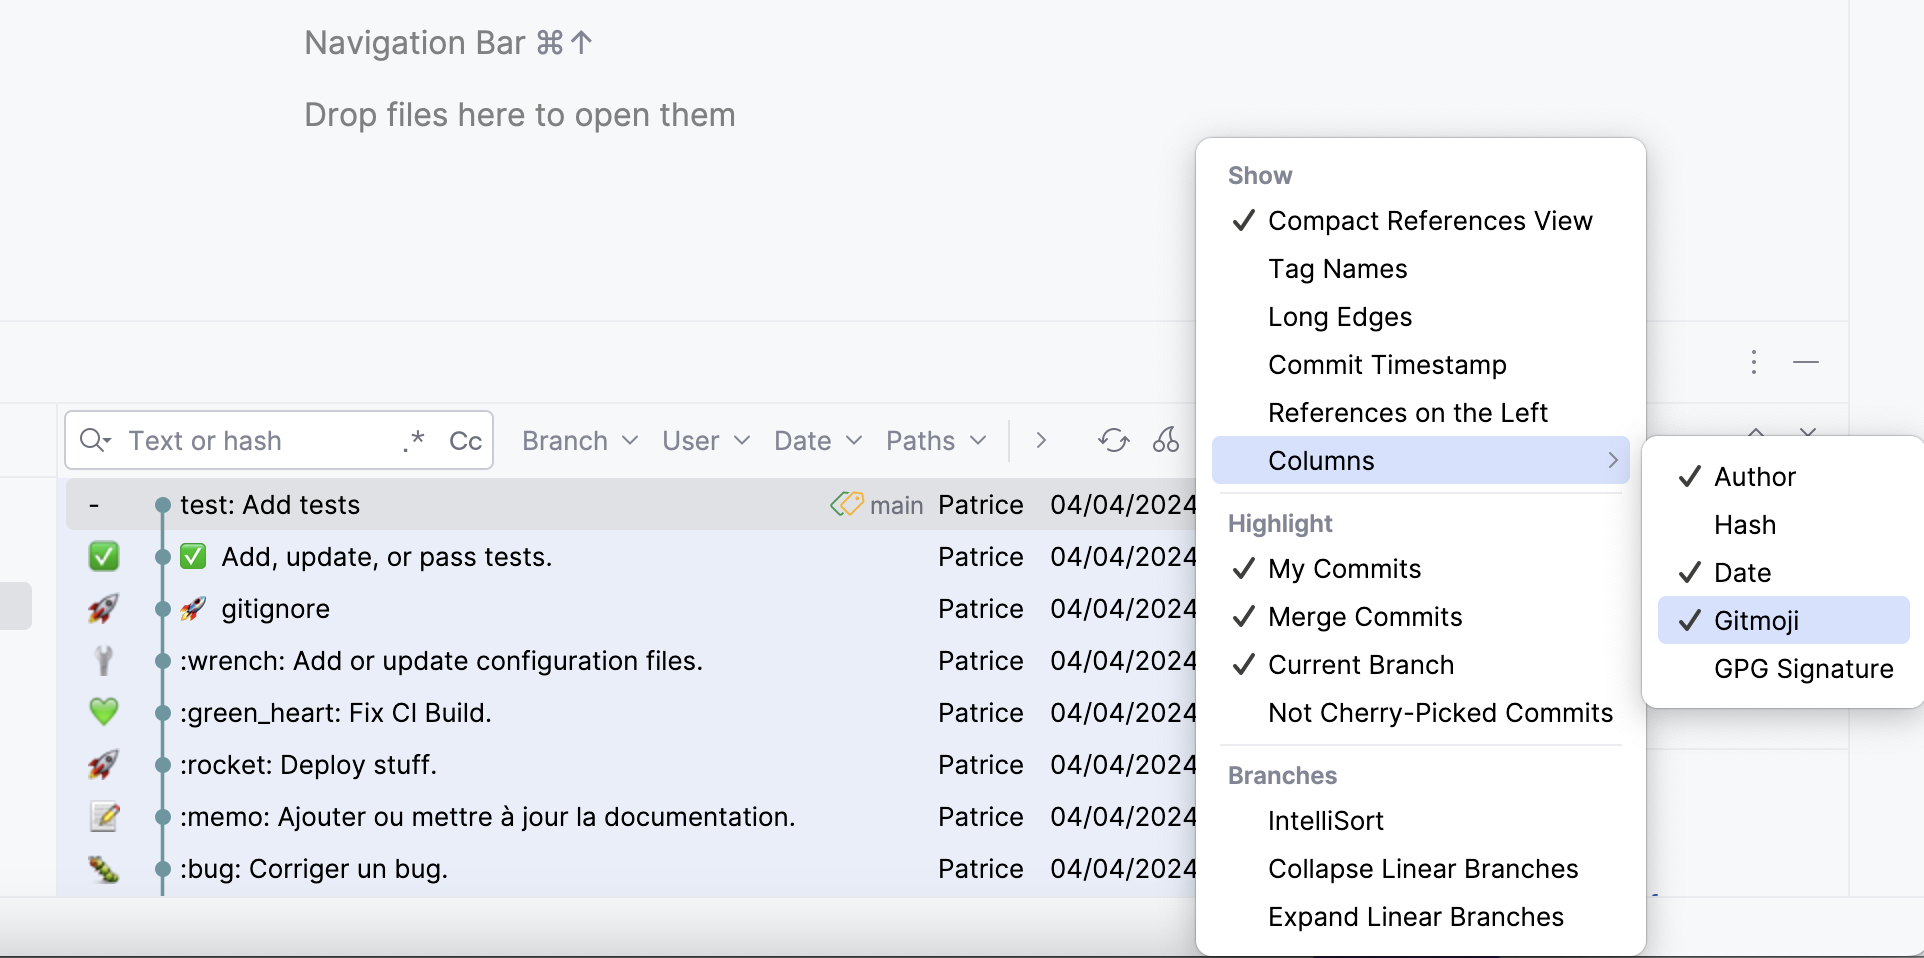 Navigation Bar ⌘↑
Drop files here to open them
Text or hash .* Cc Branch User Date Paths
- test: Add tests main Patrice 04/04/2024
✅ ✅ Add, update, or pass tests. Patrice 04/04/2024
🚀 🚀 gitignore Patrice 04/04/2024
🔧 :wrench: Add or update configuration files. Patrice 04/04/2024
💚 :green_heart: Fix CI Build. Patrice 04/04/2024
🚀 :rocket: Deploy stuff. Patrice 04/04/2024
📝 :memo: Ajouter ou mettre à jour la documentation. Patrice 04/04/2024
🐛 :bug: Corriger un bug. Patrice 04/04/2024
Show
✓ Compact References View
Tag Names
Long Edges
Commit Timestamp
References on the Left
Columns
Highlight
✓ My Commits
✓ Merge Commits
✓ Current Branch
Not Cherry-Picked Commits
Branches
IntelliSort
Collapse Linear Branches
Expand Linear Branches
✓ Author
Hash
✓ Date
✓ Gitmoji
GPG Signature